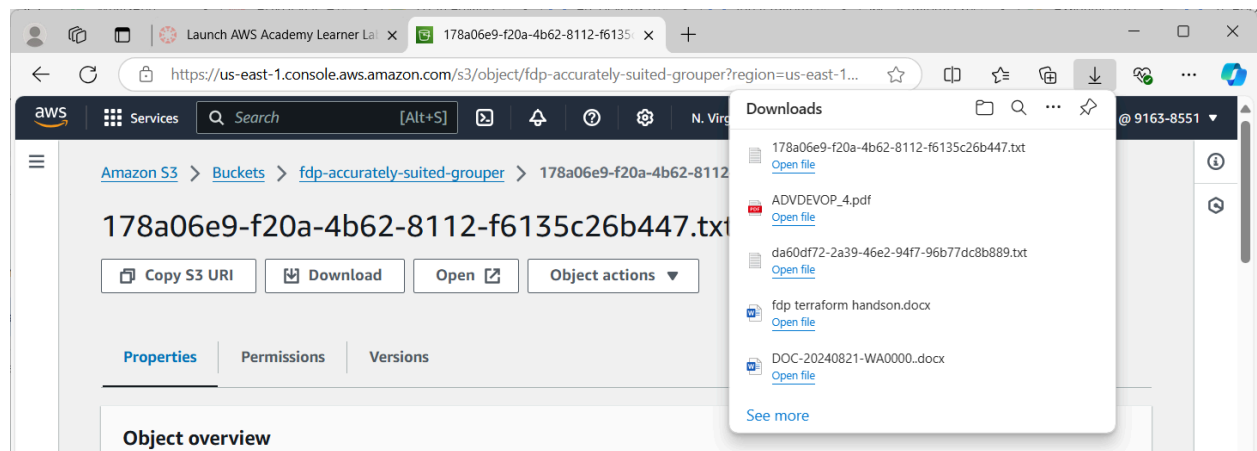 Launch AWS Academy Learner La
178a06e9-f20a-4b62-8112-f6135
https://us-east-1.console.aws.amazon.com/s3/object/fdp-accurately-suited-grouper?region=us-east-1...
aws
Services
Search
[Alt+S]
N. Virg
@ 9163-8551
Downloads
178a06e9-f20a-4b62-8112-f6135c26b447.txt
Open file
ADVDEVOP_4.pdf
Open file
da60df72-2a39-46e2-94f7-96b77dc8b889.txt
Open file
fdp terraform handson.docx
Open file
DOC-20240821-WA0000..docx
Open file
See more
Amazon S3 > Buckets > fdp-accurately-suited-grouper > 178a06e9-f20a-4b62-8112
178a06e9-f20a-4b62-8112-f6135c26b447.txt
Copy S3 URI
Download
Open
Object actions
Properties
Permissions
Versions
Object overview